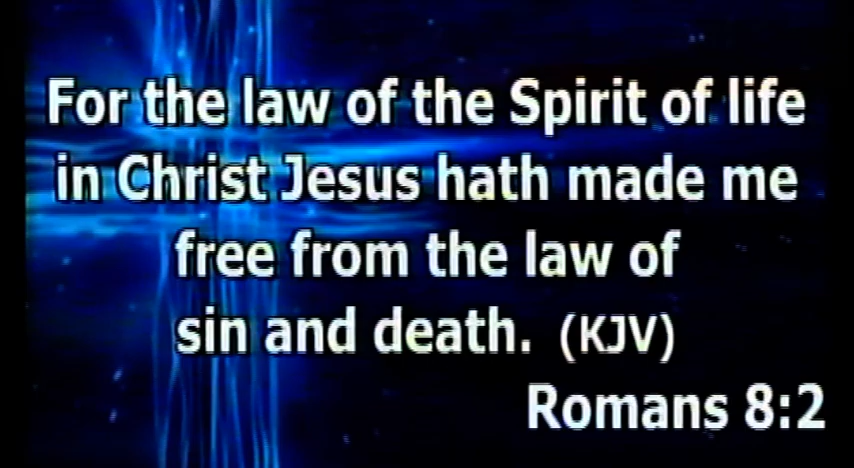 For the law of the Spirit of life
in Christ Jesus hath made me
free from the law of
sin and death. (KJV)
Romans 8:2